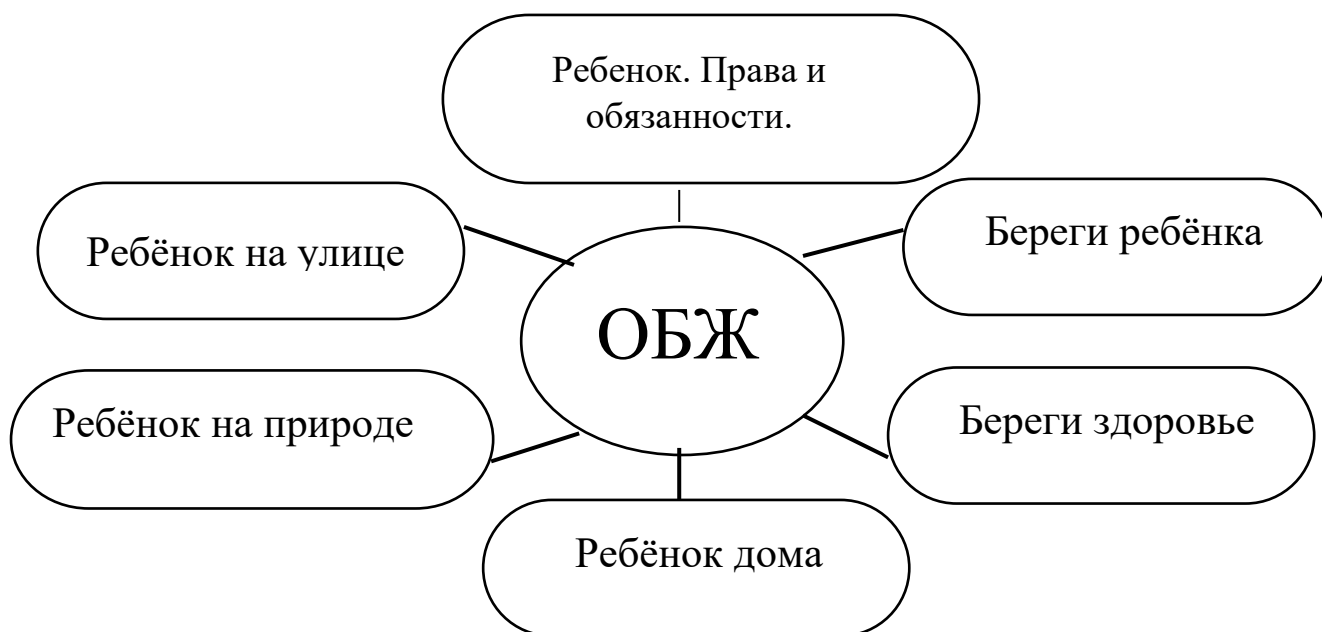 Ребенок. Права и
обязанности.
Ребёнок на улице
Береги ребёнка
ОБЖ
Ребёнок на природе
Береги здоровье
Ребёнок дома